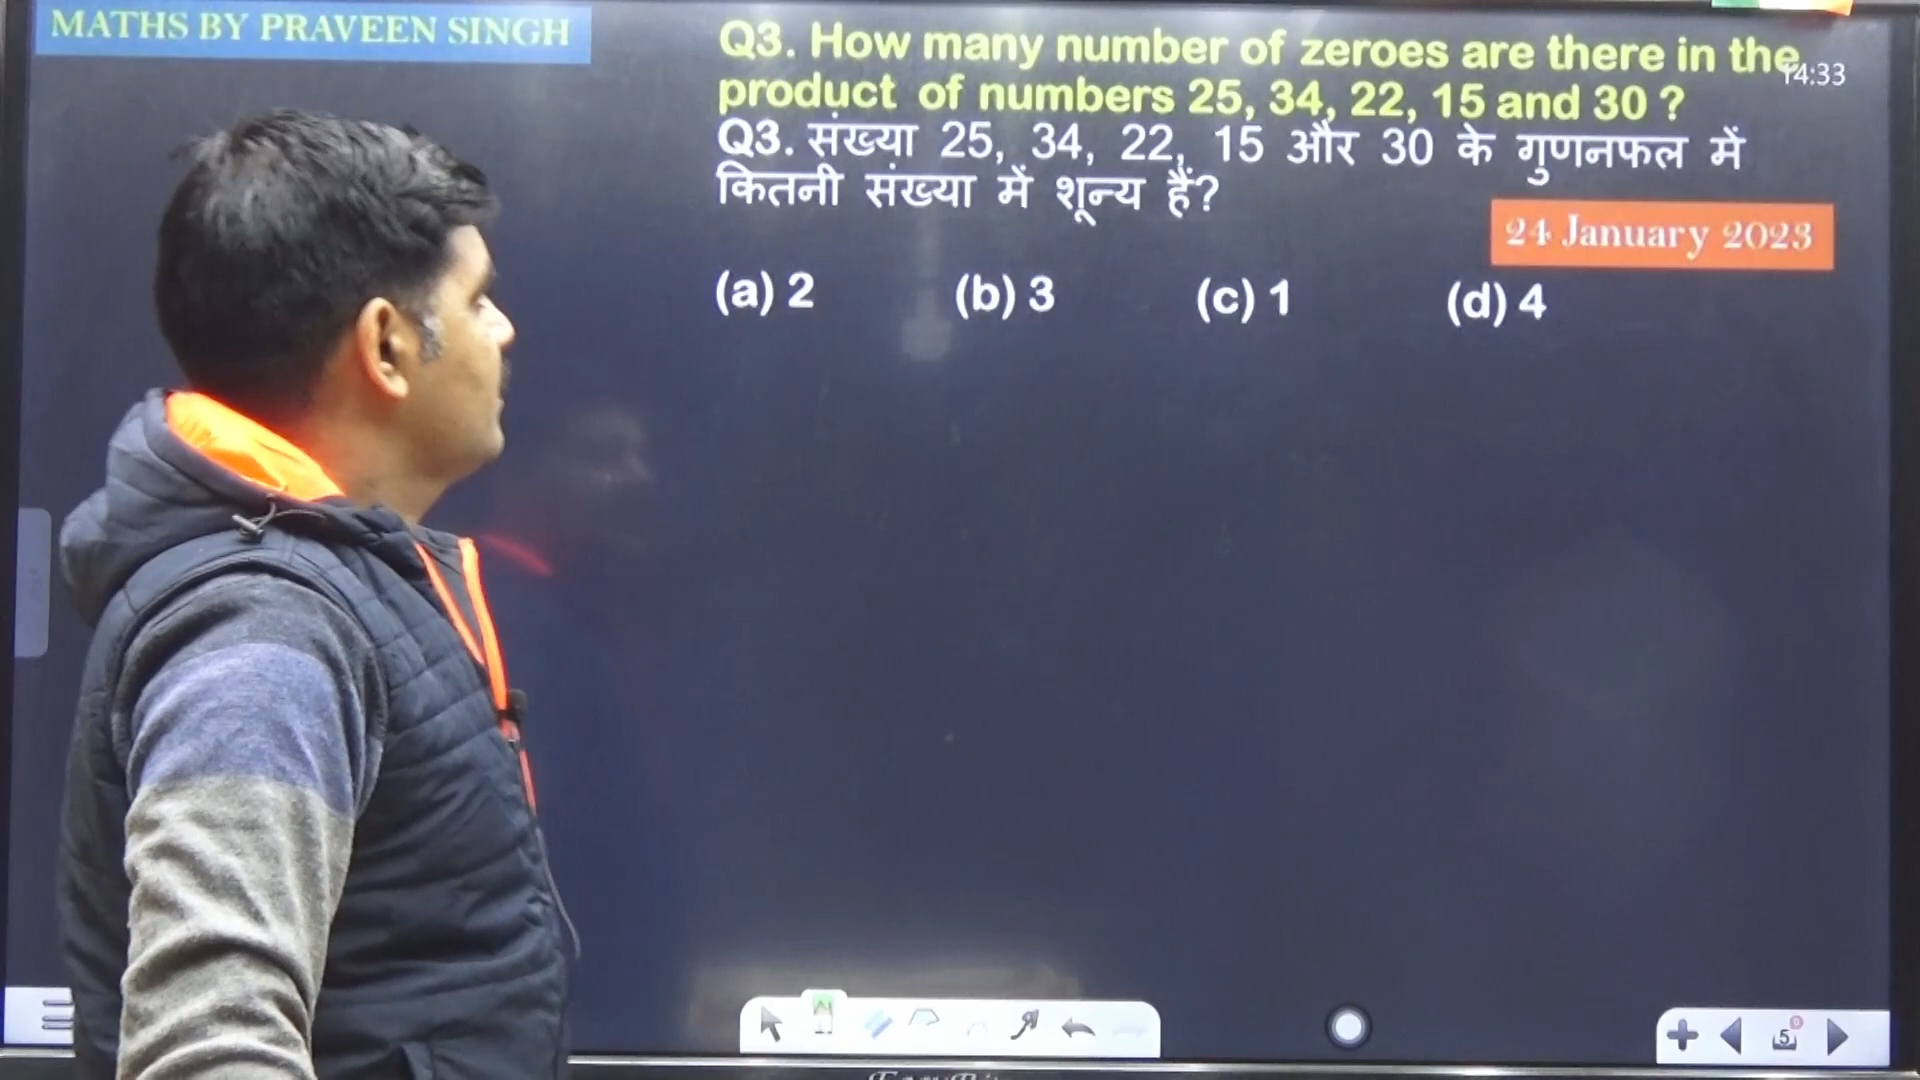 MATHS BY PRAVEEN SINGH
Q3. How many number of zeroes are there in the
14:33
product of numbers 25, 34, 22, 15 and 30 ?
Q3. संख्या 25, 34, 22, 15 और 30 के गुणनफल में
कितनी संख्या में शून्य हैं?
24 January 2023
(a) 2 (b) 3 (c) 1 (d) 4
5